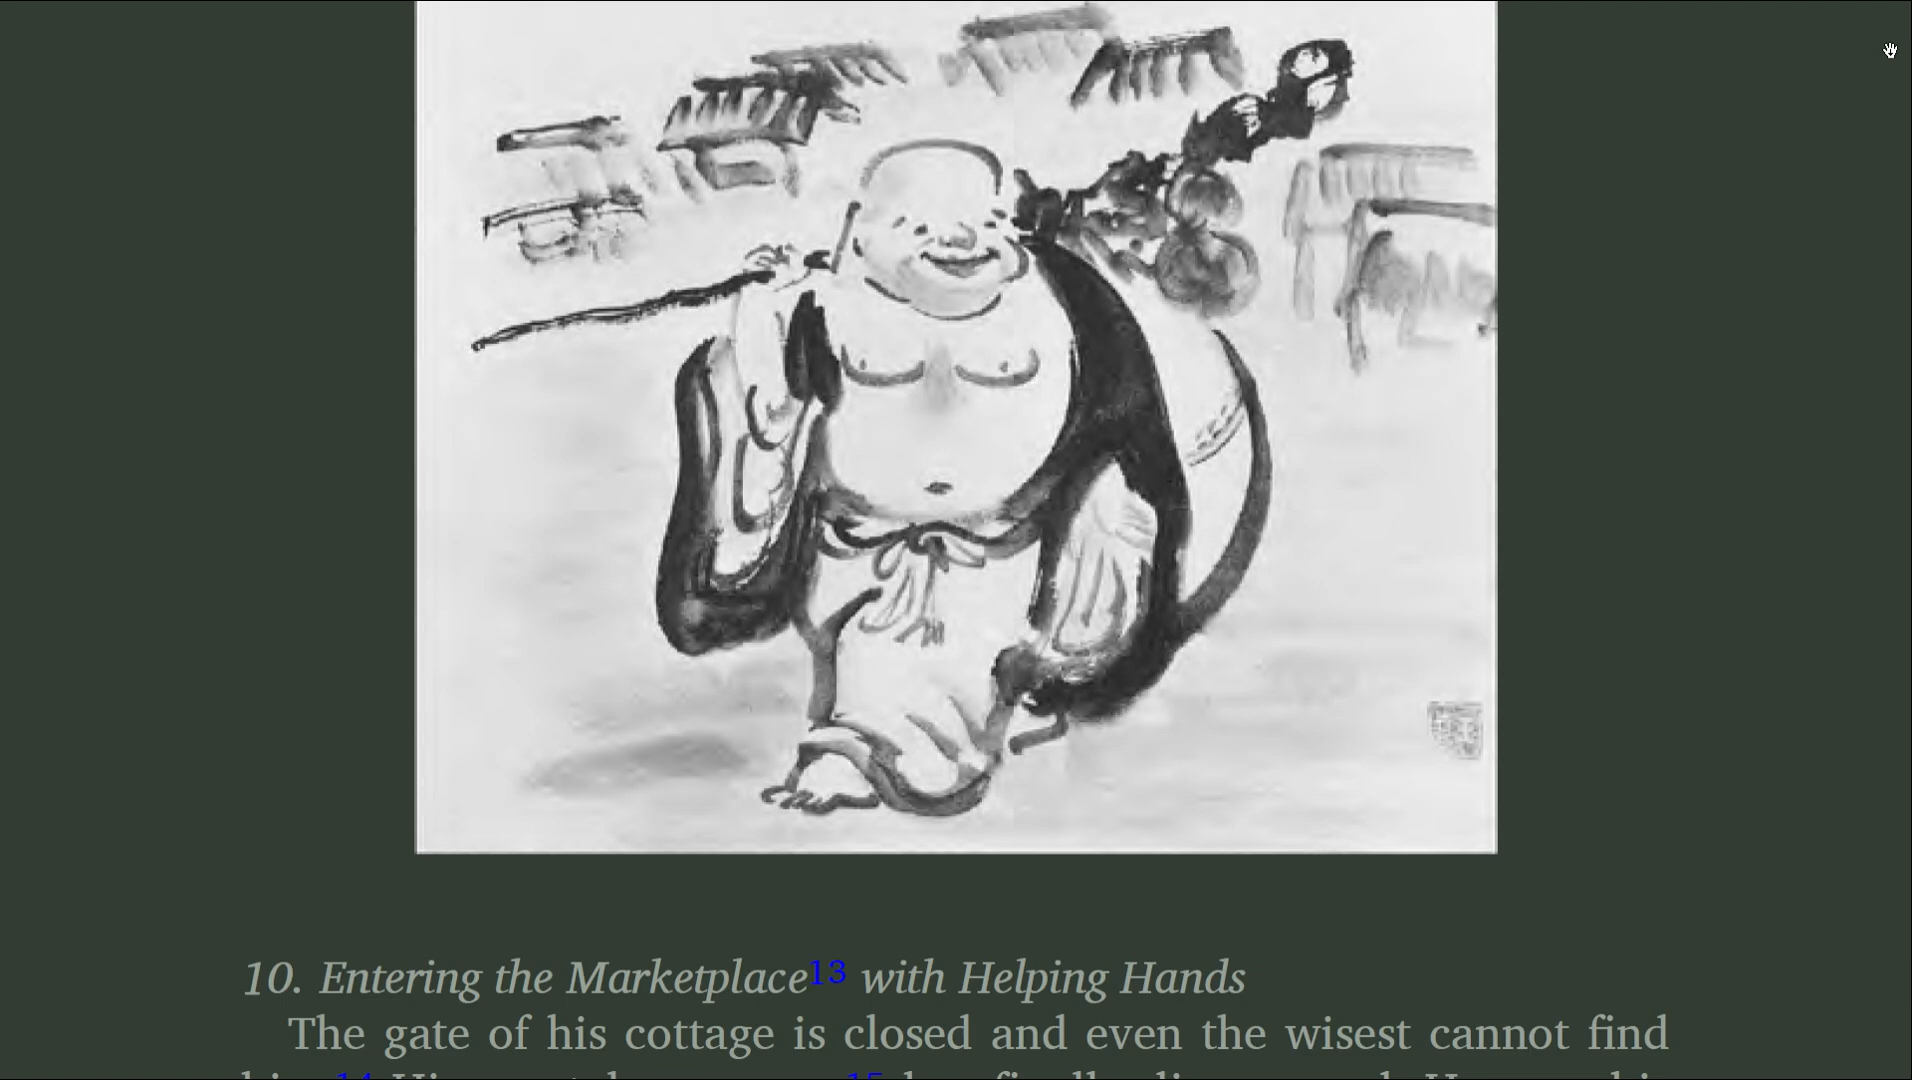 10. Entering the Marketplace13 with Helping Hands
The gate of his cottage is closed and even the wisest cannot find